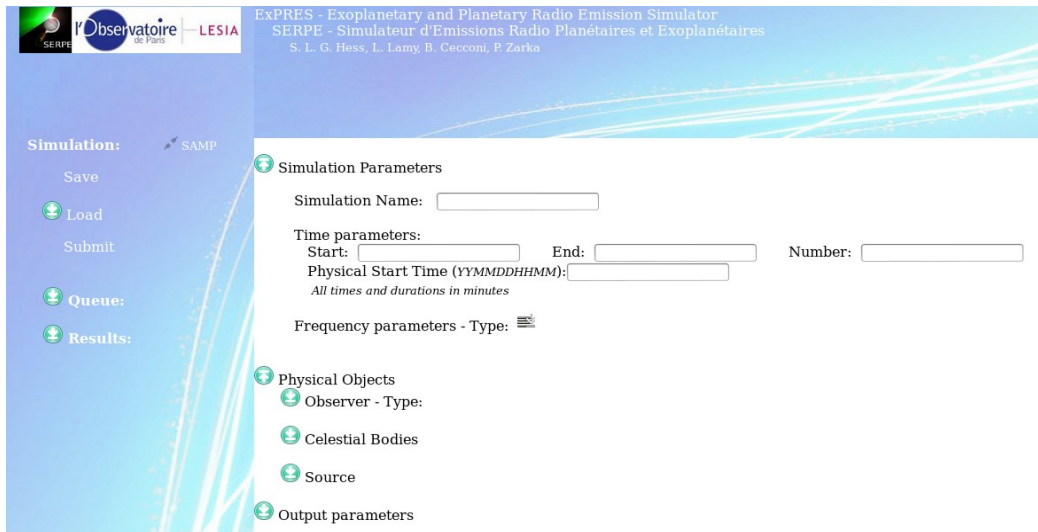 SERPE
l'Observatoire
de Paris
LESIA
ExPRES - Exoplanetary and Planetary Radio Emission Simulator
SERPE - Simulateur d'Emissions Radio Planétaires et Exoplanétaires
S. L. G. Hess, L. Lamy, B. Cecconi, P. Zarka
Simulation:
SAMP
Save
Load
Submit
Queue:
Results:
Simulation Parameters
Simulation Name:
Time parameters:
Start: End: Number:
Physical Start Time (YYMMDDHHMM):
All times and durations in minutes
Frequency parameters - Type:
Physical Objects
Observer - Type:
Celestial Bodies
Source
Output parameters